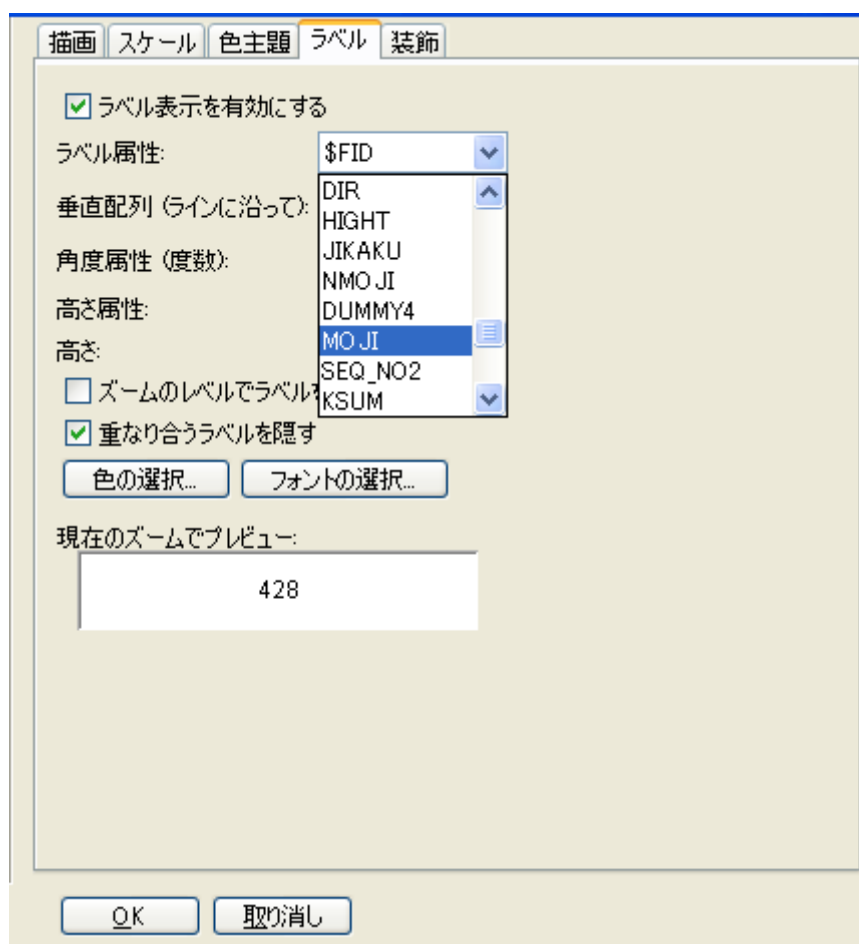 描画 スケール 色主題 ラベル 装飾
ラベル表示を有効にする
ラベル属性: $FID
垂直配列 (ラインに沿って):
角度属性 (度数):
高さ属性:
高さ:
DIR
HIGHT
JIKAKU
NMOJI
DUMMY4
MOJI
SEQ_NO2
KSUM
ズームのレベルでラベル
重なり合うラベルを隠す
色の選択... フォントの選択...
現在のズームでプレビュー:
428
OK 取り消し